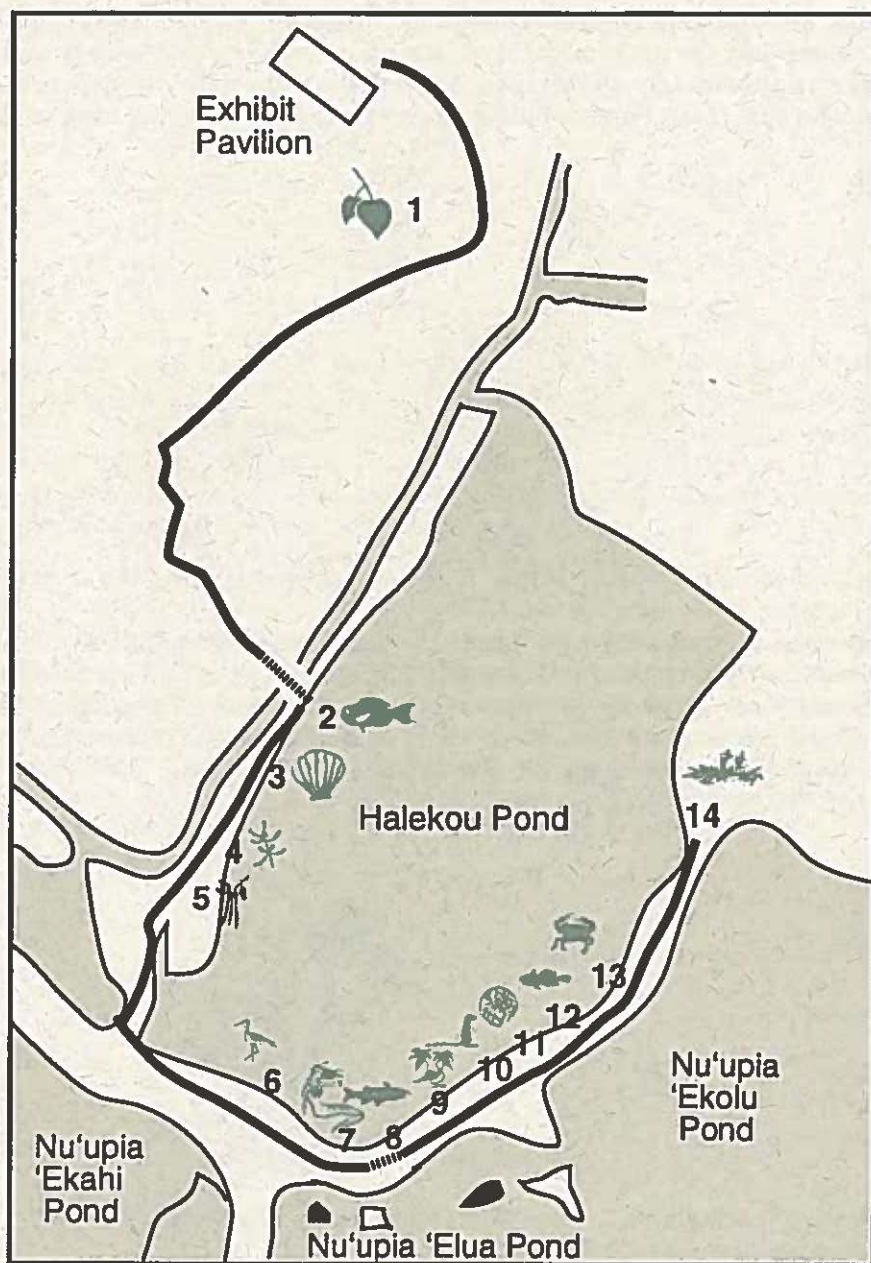 Exhibit
Pavilion
1
2
3
Halekou Pond
14
4
5
13
12
11
10
6
9
8
7
Nu'upia
'Ekolu
Pond
Nu'upia
'Ekahi
Pond
Nu'upia 'Elua Pond